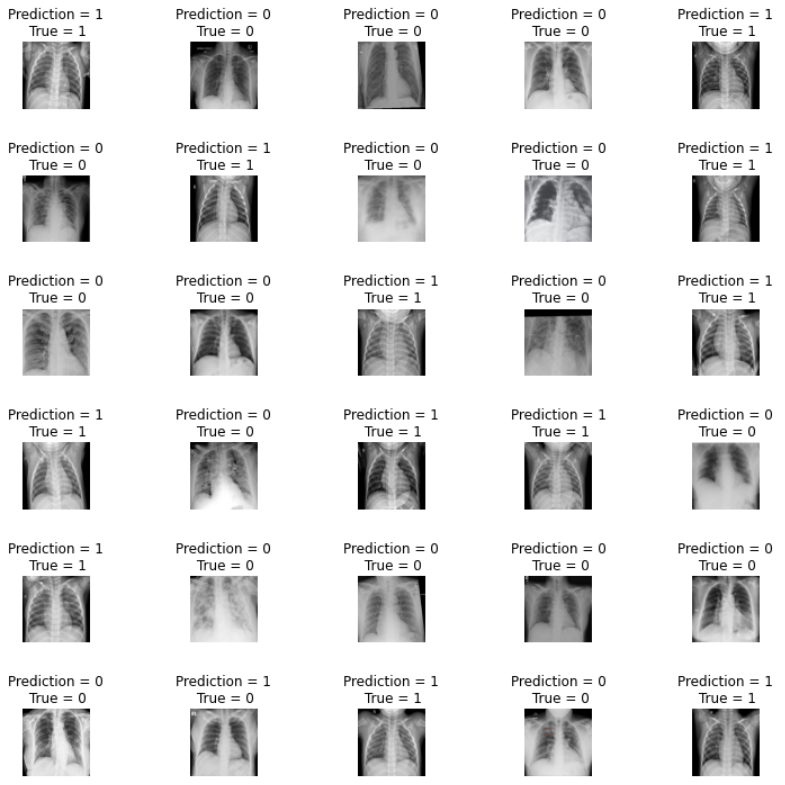 Prediction = 1
True = 1
Prediction = 0
True = 0
Prediction = 0
True = 0
Prediction = 0
True = 0
Prediction = 1
True = 1
Prediction = 0
True = 0
Prediction = 1
True = 1
Prediction = 0
True = 0
Prediction = 0
True = 0
Prediction = 1
True = 1
Prediction = 0
True = 0
Prediction = 0
True = 0
Prediction = 1
True = 1
Prediction = 0
True = 0
Prediction = 1
True = 1
Prediction = 1
True = 1
Prediction = 0
True = 0
Prediction = 1
True = 1
Prediction = 1
True = 1
Prediction = 0
True = 0
Prediction = 1
True = 1
Prediction = 0
True = 0
Prediction = 0
True = 0
Prediction = 0
True = 0
Prediction = 0
True = 0
Prediction = 0
True = 0
Prediction = 1
True = 0
Prediction = 1
True = 1
Prediction = 0
True = 0
Prediction = 1
True = 1